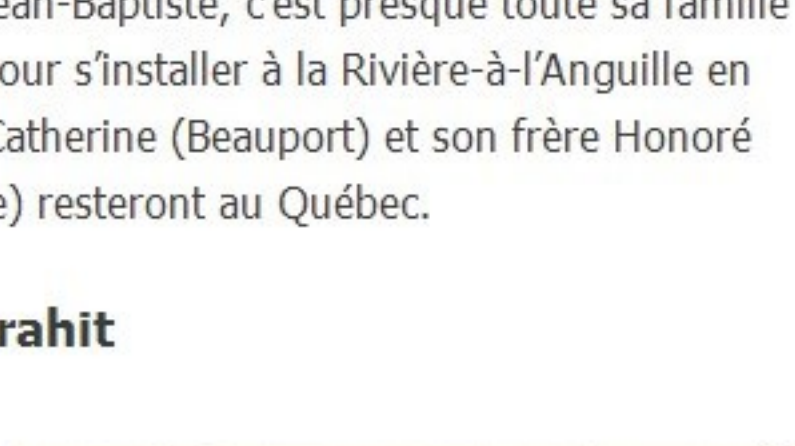 ean-Baptiste, c'est presque toute sa famille
our s’installer à la Rivière-à-l’Anguille en
Catherine (Beauport) et son frère Honoré
e) resteront au Québec.
rahit